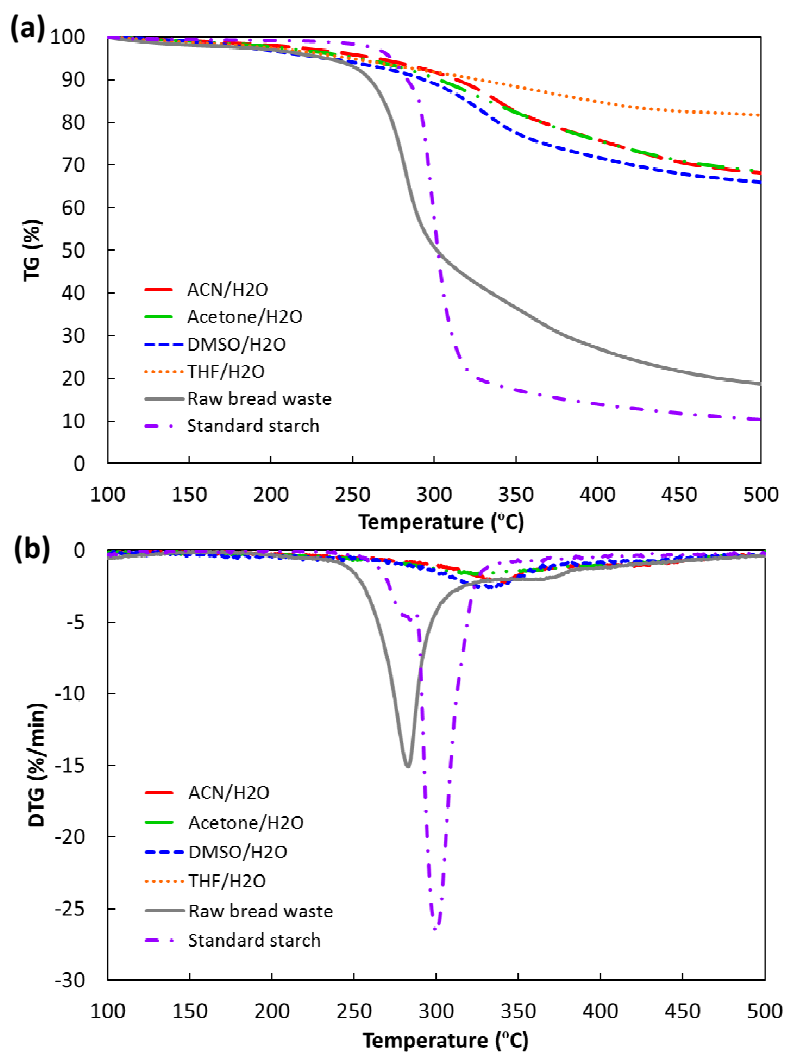 (a)
100
90
80
70
60
50
40
30
20
10
0
TG (%)
ACN/H2O
Acetone/H2O
DMSO/H2O
THF/H2O
Raw bread waste
Standard starch
100 150 200 250 300 350 400 450 500
Temperature (ºC)
(b)
0
-5
-10
-15
-20
-25
-30
DTG (%/min)
ACN/H2O
Acetone/H2O
DMSO/H2O
THF/H2O
Raw bread waste
Standard starch
100 150 200 250 300 350 400 450 500
Temperature (ºC)